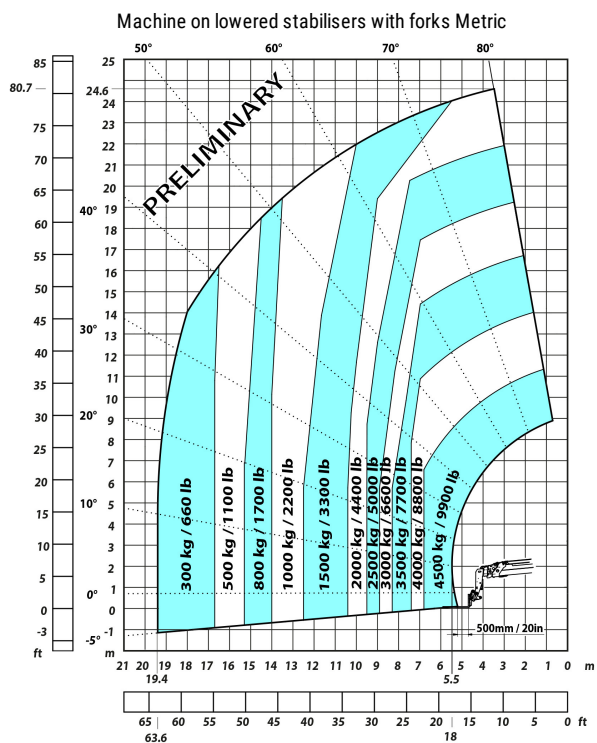 Machine on lowered stabilisers with forks Metric
50° 60° 70° 80°
85 25
80.7 24.6
24
75 23
22
70 21
65 20
40° 19
60 18
17
55 16
50 15
14
45 30° 13
40 12
11
35 10
30 20° 9
8
25 7
20 6
5
15 10° 4
10 3
2
5 1
0° 0
0
-3 -5° -1
ft m
PRELIMINARY
300 kg / 660 lb
500 kg / 1100 lb
800 kg / 1700 lb
1000 kg / 2200 lb
1500 kg / 3300 lb
2000 kg / 4400 lb
2500 kg / 5000 lb
3000 kg / 6600 lb
3500 kg / 7700 lb
4000 kg / 8800 lb
4500 kg / 9900 lb
500mm / 20in
21 20 19 18 17 16 15 14 13 12 11 10 9 8 7 6 5 4 3 2 1 0 m
19.4 5.5
65 60 55 50 45 40 35 30 25 20 15 10 5 0 ft
63.6 18